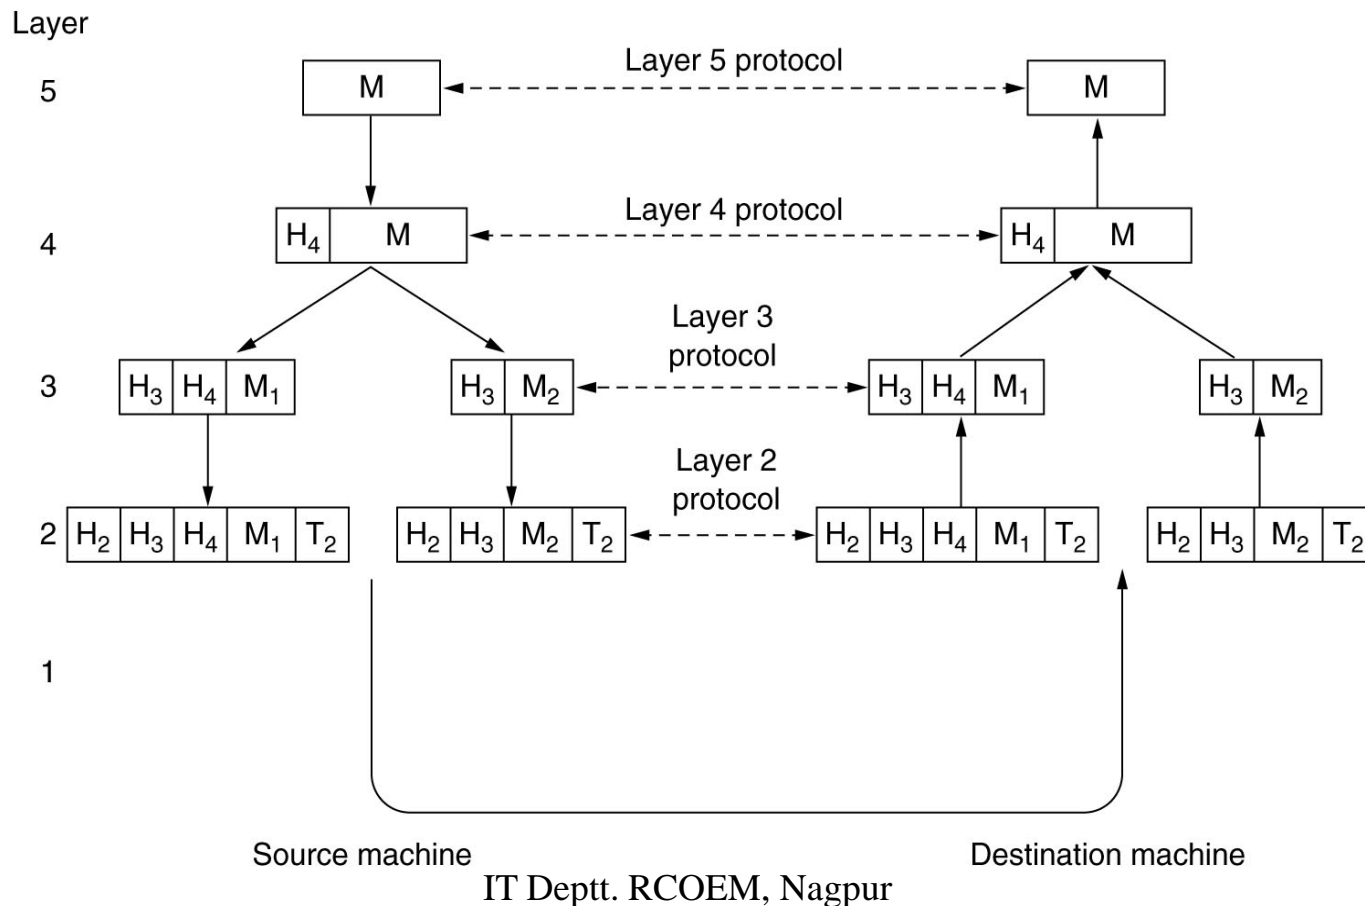 Layer
5 M Layer 5 protocol M
4 H4 M Layer 4 protocol H4 M
Layer 3
protocol
3 H3 H4 M1 H3 M2 H3 H4 M1 H3 M2
Layer 2
protocol
2 H2 H3 H4 M1 T2 H2 H3 M2 T2 H2 H3 H4 M1 T2 H2 H3 M2 T2
1
Source machine Destination machine
IT Deptt. RCOEM, Nagpur